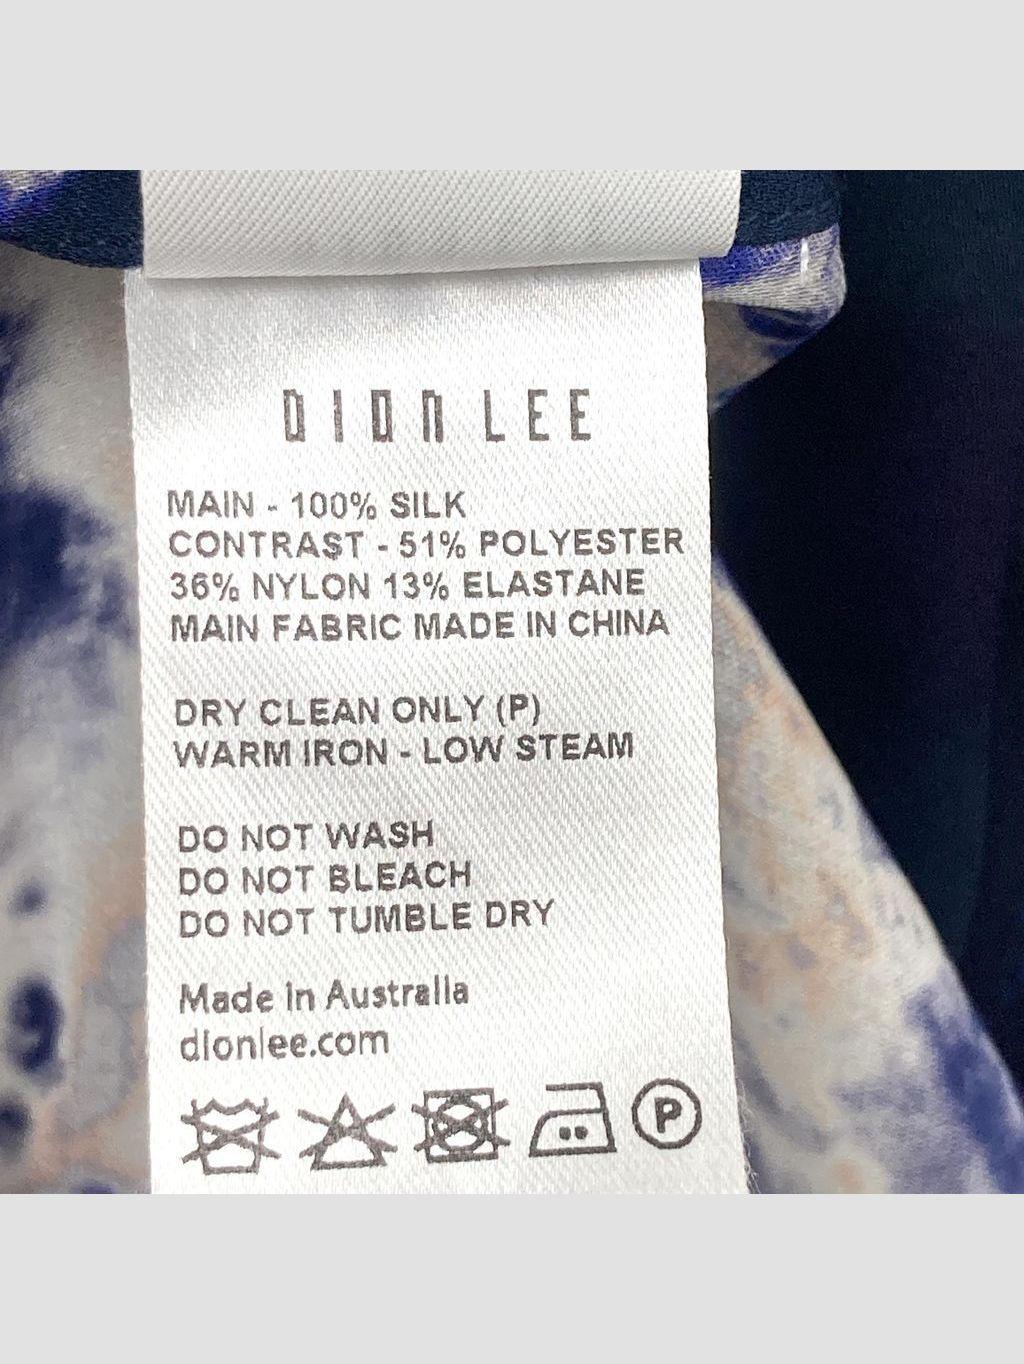 DION LEE
MAIN - 100% SILK
CONTRAST - 51% POLYESTER
36% NYLON 13% ELASTANE
MAIN FABRIC MADE IN CHINA
DRY CLEAN ONLY (P)
WARM IRON - LOW STEAM
DO NOT WASH
DO NOT BLEACH
DO NOT TUMBLE DRY
Made in Australia
dionlee.com
P